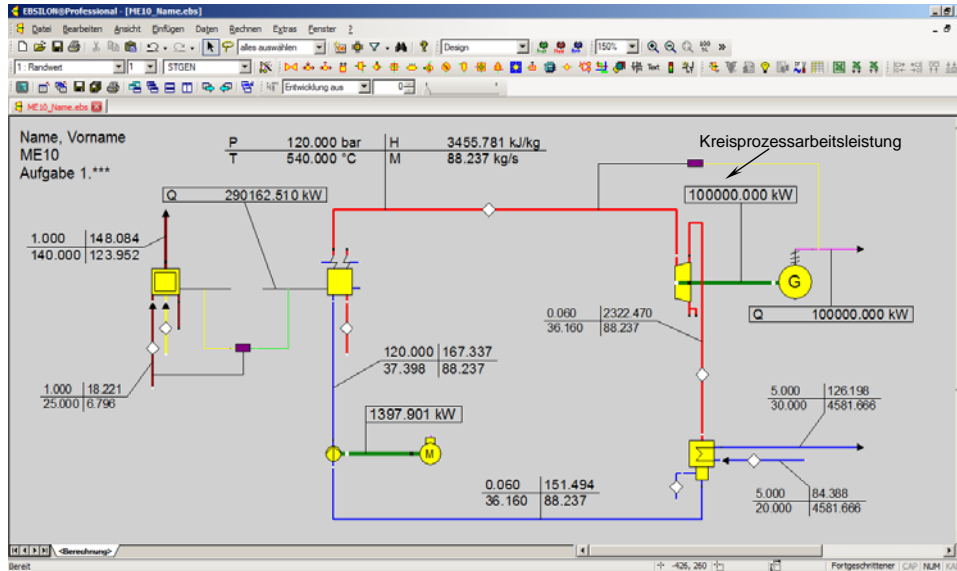 EBSILON®Professional - [ME10_Name.ebs]
Datei Bearbeiten Ansicht Einfügen Daten Rechnen Extras Fenster ?
alles auswählen Design 150%
1: Randwert 1 STGEN Text
Entwicklung aus 0
ME10_Name.ebs
Name, Vorname
ME10
Aufgabe 1.***
P 120.000 bar H 3455.781 kJ/kg
T 540.000 °C M 88.237 kg/s
Kreisprozessarbeitsleistung
Q 290162.510 kW
100000.000 kW
1.000 148.084
140.000 123.952
G
0.060 2322.470
36.160 88.237
Q 100000.000 kW
120.000 167.337
37.398 88.237
1.000 18.221
25.000 6.796
5.000 126.198
30.000 4581.666
1397.901 kW
M
Σ
0.060 151.494
36.160 88.237
5.000 84.388
20.000 4581.666
<Berechnung>
Bereit -426, 260 Fortgeschrittener CAP NUM